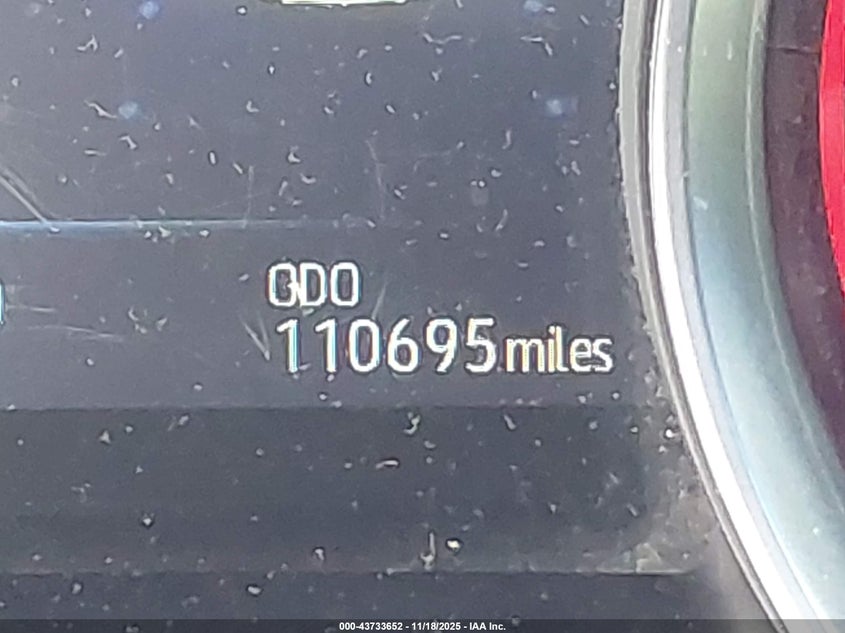 ODO
110695 miles
000-43733652 - 11/18/2025 - IAA Inc.